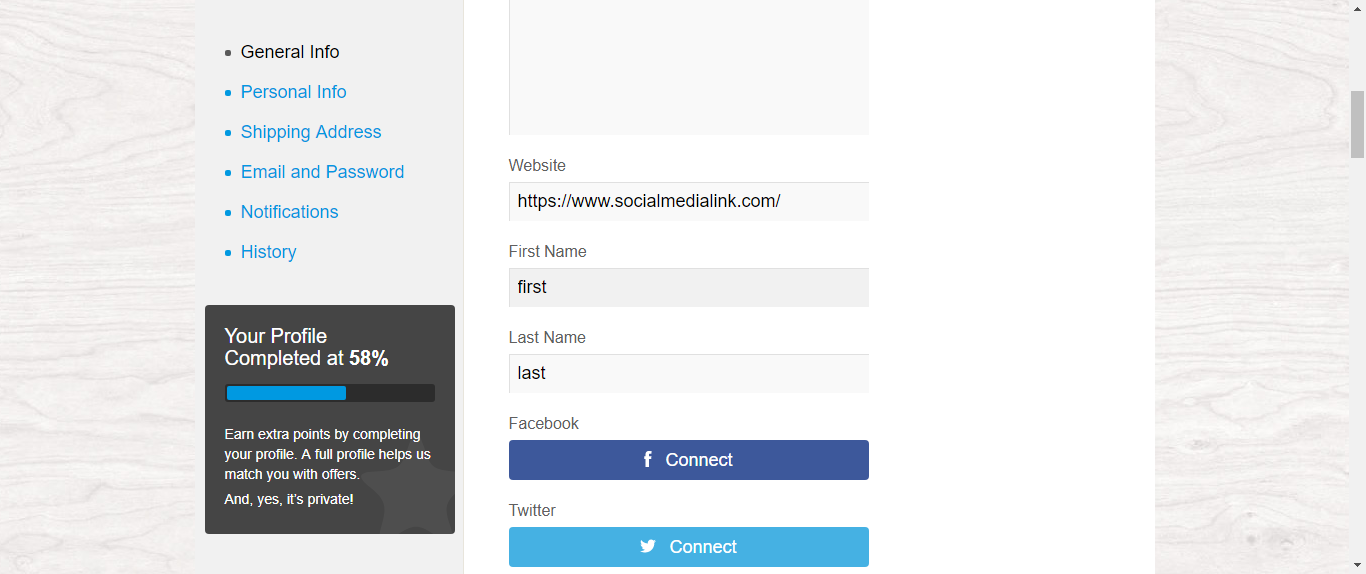 General Info
Personal Info
Shipping Address
Email and Password
Notifications
History
Your Profile
Completed at 58%
Earn extra points by completing
your profile. A full profile helps us
match you with offers.
And, yes, it's private!
Website
https://www.socialmedialink.com/
First Name
first
Last Name
last
Facebook
Connect
Twitter
Connect